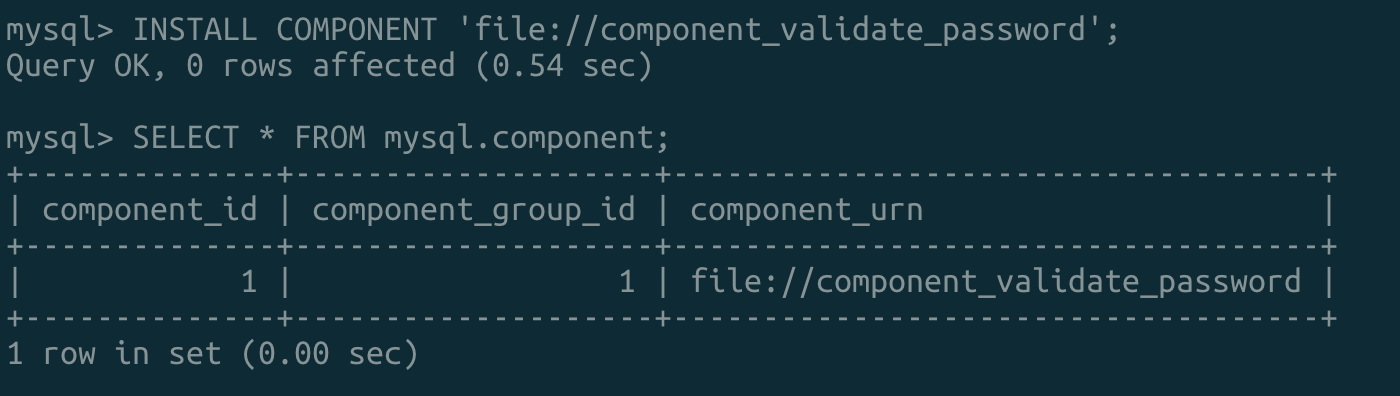 mysql> INSTALL COMPONENT 'file://component_validate_password';
Query OK, 0 rows affected (0.54 sec)

mysql> SELECT * FROM mysql.component;
+--------------+--------------------+------------------------------------+
| component_id | component_group_id | component_urn                      |
+--------------+--------------------+------------------------------------+
|            1 |                  1 | file://component_validate_password |
+--------------+--------------------+------------------------------------+
1 row in set (0.00 sec)